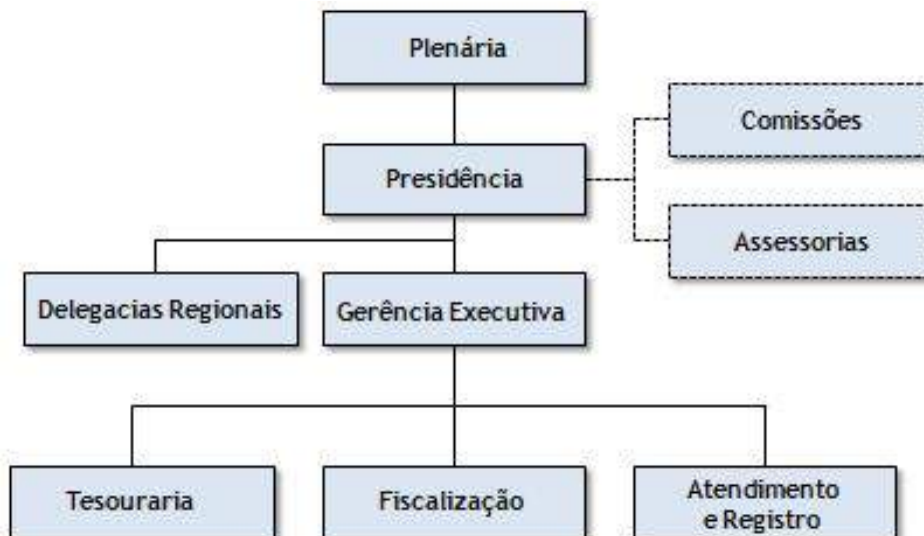 Plenária
Comissões
Presidência
Assessorias
Delegacias Regionais
Gerência Executiva
Tesouraria
Fiscalização
Atendimento
e Registro